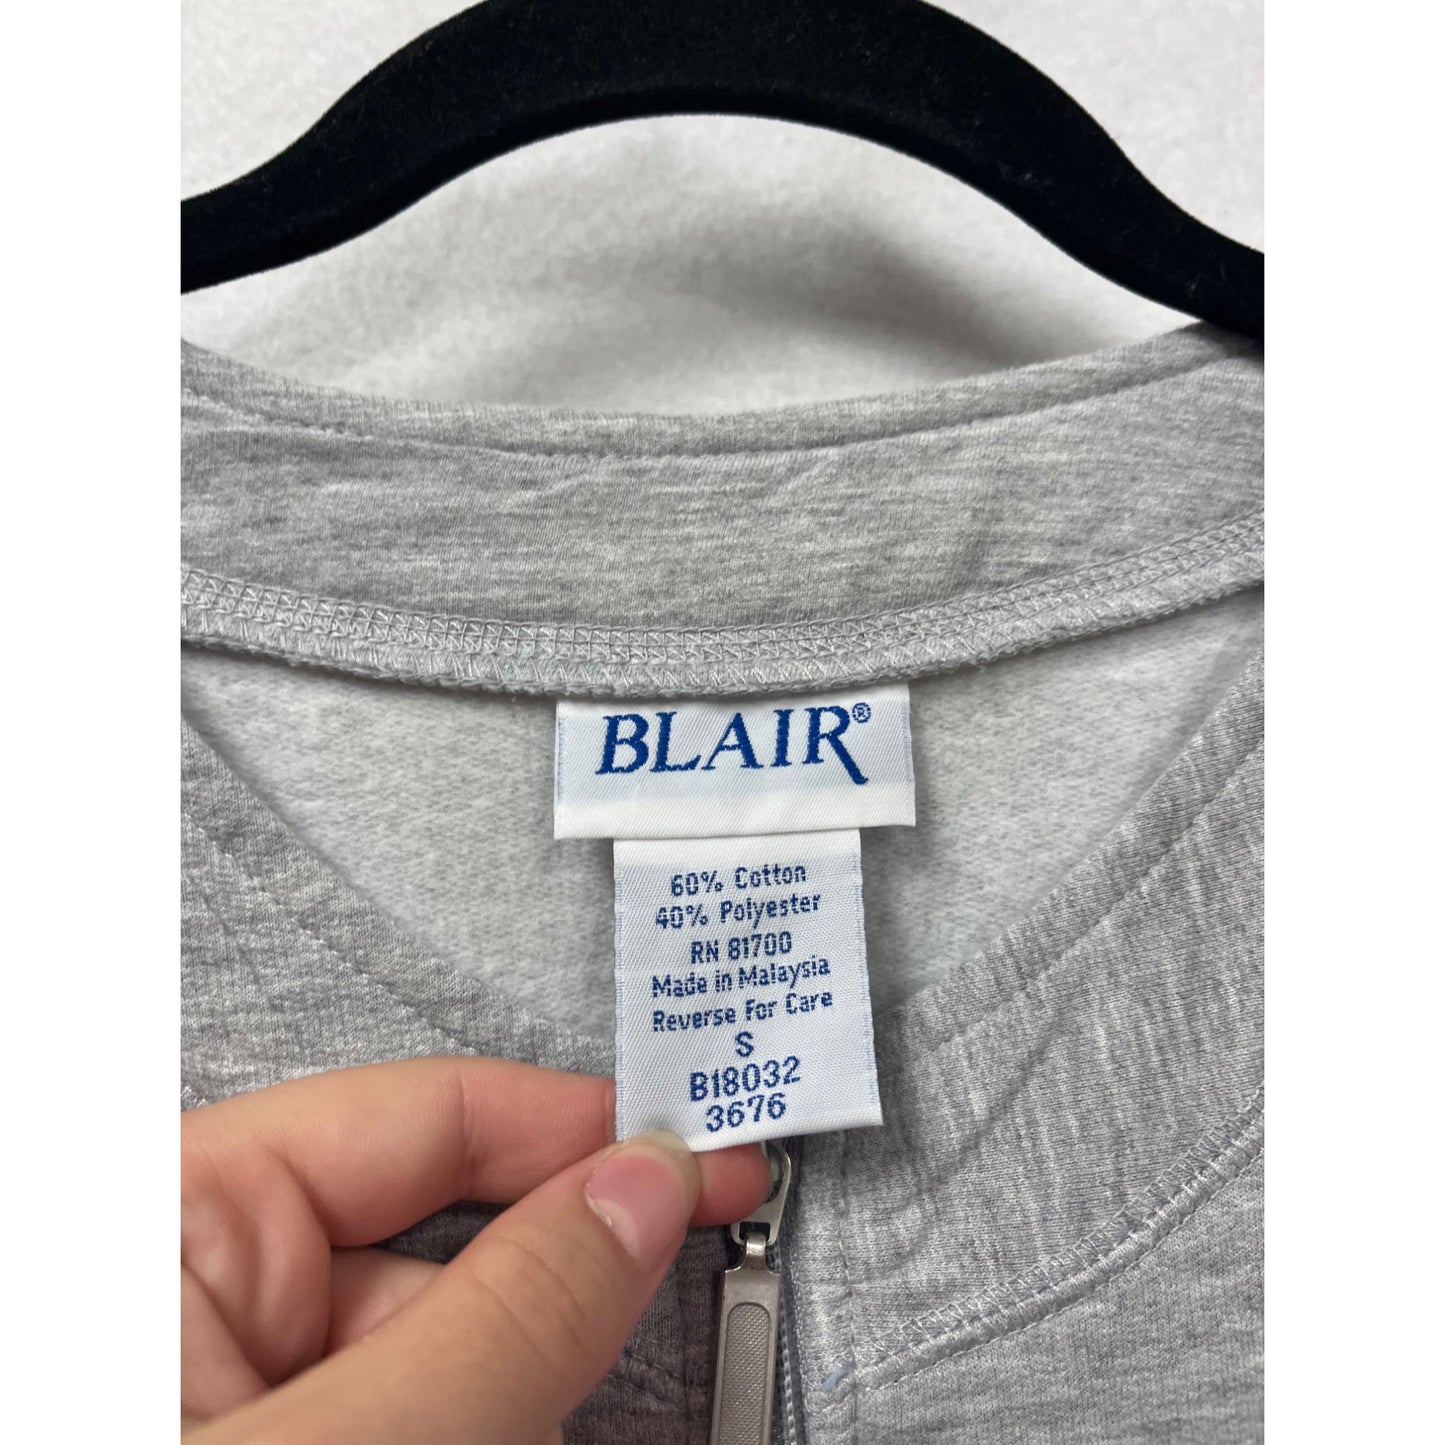 BLAIR®
60% Cotton
40% Polyester
RN 81700
Made in Malaysia
Reverse For Care
S
B18032
3676